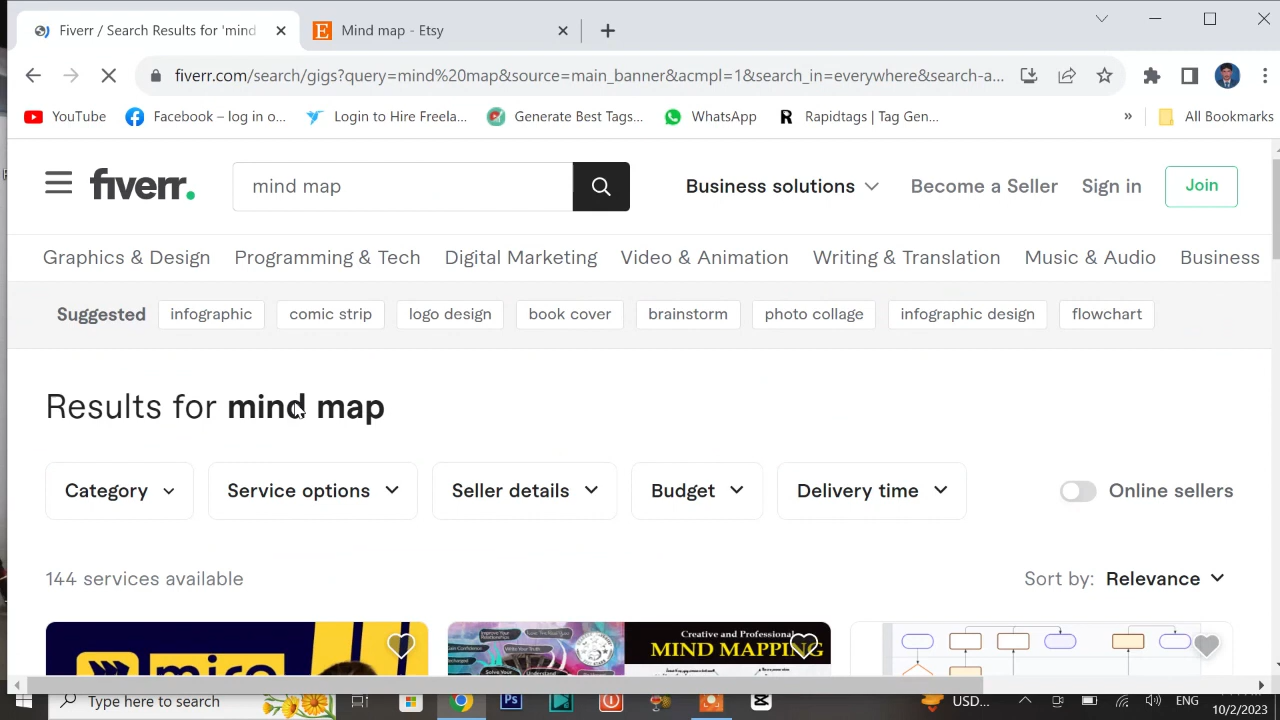 Fiverr / Search Results for 'mind
Mind map - Etsy
fiverr.com/search/gigs?query=mind%20map&source=main_banner&acmpl=1&search_in=everywhere&search-a...
YouTube
Facebook – log in o...
Login to Hire Freela...
Generate Best Tags...
WhatsApp
R
Rapidtags | Tag Gen...
»
All Bookmarks
fiverr.
mind map
Business solutions
Become a Seller
Sign in
Join
Graphics & Design
Programming & Tech
Digital Marketing
Video & Animation
Writing & Translation
Music & Audio
Business
Suggested
infographic
comic strip
logo design
book cover
brainstorm
photo collage
infographic design
flowchart
Results for mind map
Category
Service options
Seller details
Budget
Delivery time
Online sellers
144 services available
Sort by: Relevance
miro
Creative and Professional
MIND MAPPING
Type here to search
Ps
USD...
ENG
10/2/2023